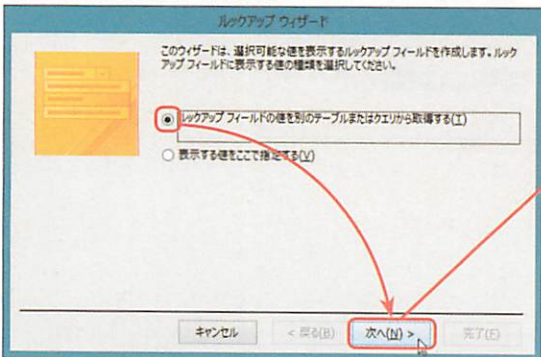 ルックアップ ウィザード
このウィザードは、選択可能な値を表示するルックアップ フィールドを作成します。ルック
アップ フィールドに表示する値の種類を選択してください。
ルックアップ フィールドの値を別のテーブルまたはクエリから取得する(I)
表示する値をここで指定する(V)
キャンセル
< 戻る(B)
次へ(N) >
完了(F)